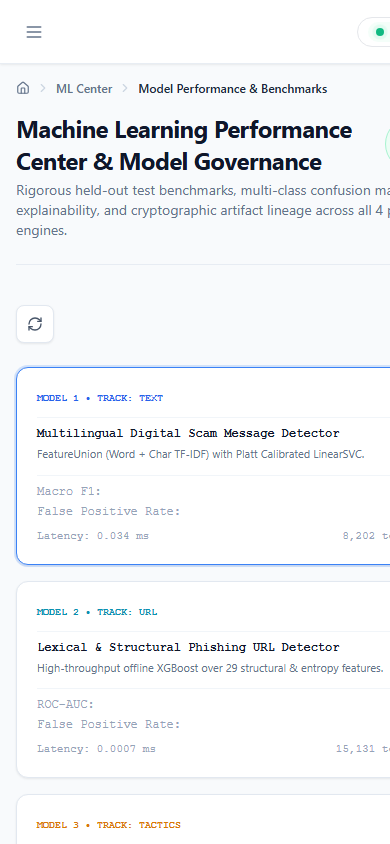 ML Center Model Performance & Benchmarks
Machine Learning Performance
Center & Model Governance
Rigorous held-out test benchmarks, multi-class confusion
explainability, and cryptographic artifact lineage across all 4
engines.
MODEL 1 • TRACK: TEXT
Multilingual Digital Scam Message Detector
FeatureUnion (Word + Char TF-IDF) with Platt Calibrated LinearSVC.
Macro F1:
False Positive Rate:
Latency: 0.034 ms 8,202
MODEL 2 • TRACK: URL
Lexical & Structural Phishing URL Detector
High-throughput offline XGBoost over 29 structural & entropy features.
ROC-AUC:
False Positive Rate:
Latency: 0.0007 ms 15,131
MODEL 3 • TRACK: TACTICS